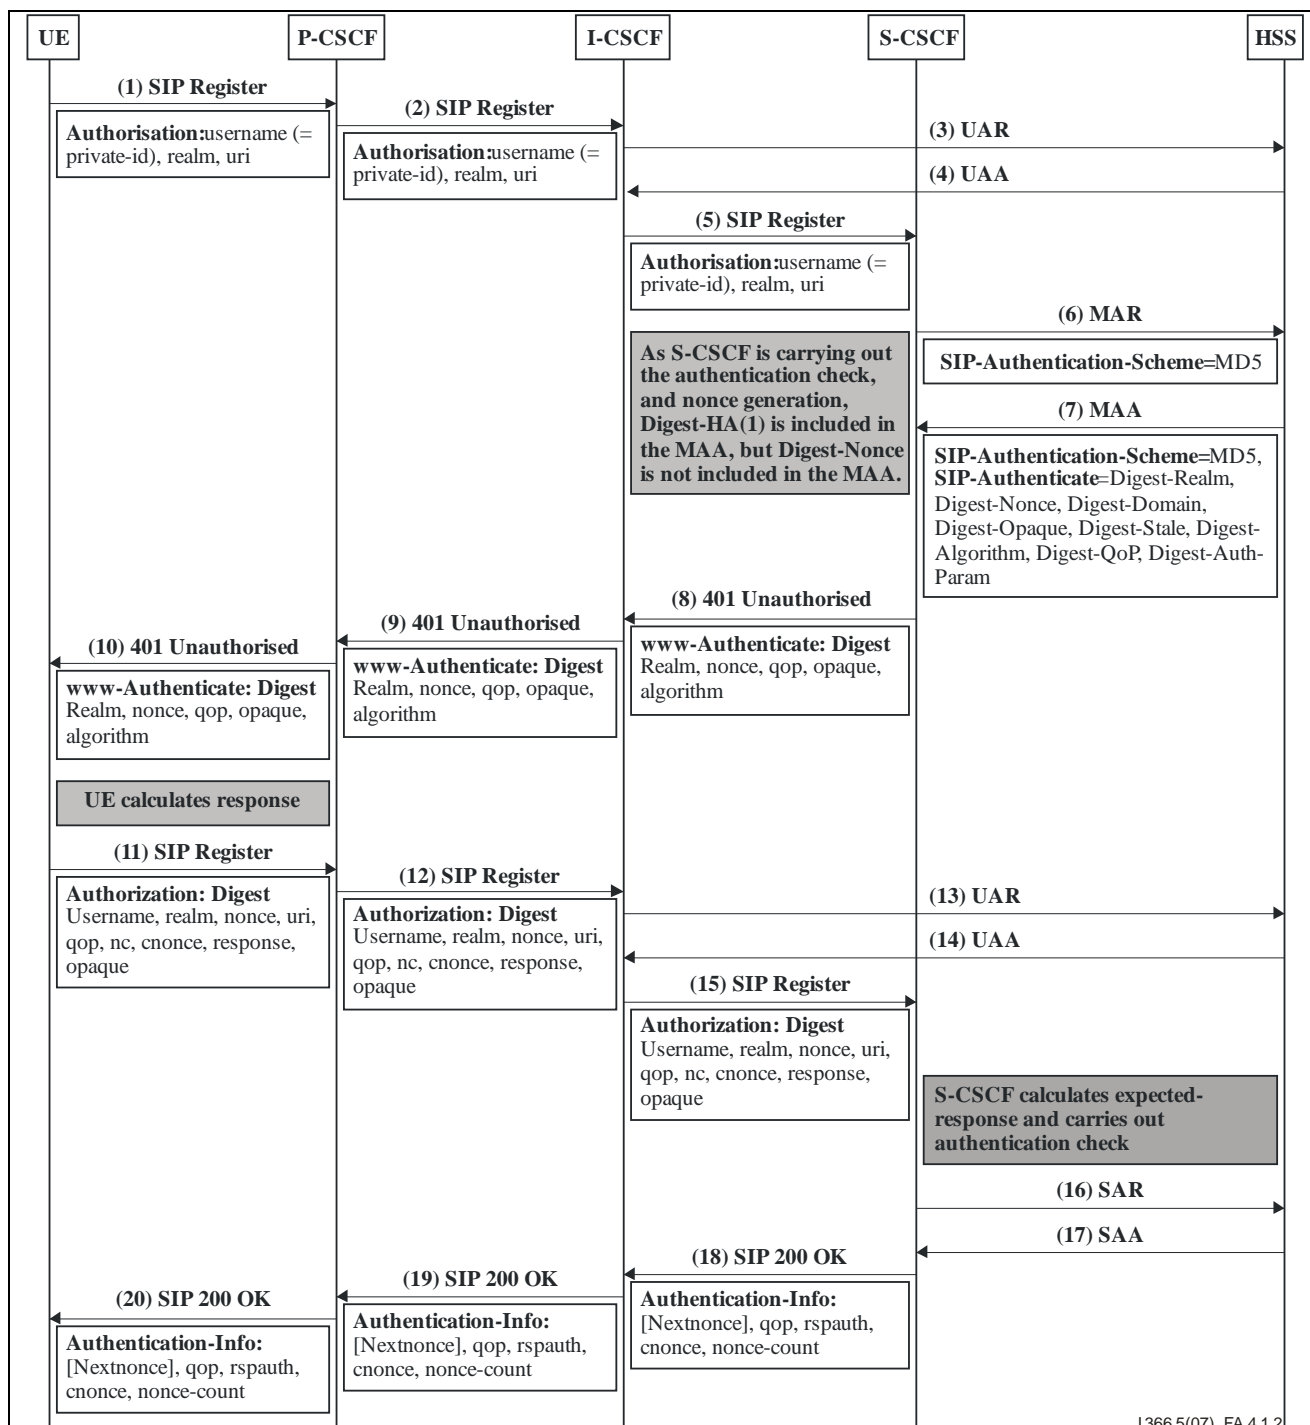 UE
P-CSCF
I-CSCF
S-CSCF
HSS
(1) SIP Register
Authorisation:username (=
private-id), realm, uri
(2) SIP Register
Authorisation:username (=
private-id), realm, uri
(3) UAR
(4) UAA
(5) SIP Register
Authorisation:username (=
private-id), realm, uri
(6) MAR
SIP-Authentication-Scheme=MD5
As S-CSCF is carrying out
the authentication check,
and nonce generation,
Digest-HA(1) is included in
the MAA, but Digest-Nonce
is not included in the MAA.
(7) MAA
SIP-Authentication-Scheme=MD5,
SIP-Authenticate=Digest-Realm,
Digest-Nonce, Digest-Domain,
Digest-Opaque, Digest-Stale, Digest-
Algorithm, Digest-QoP, Digest-Auth-
Param
(8) 401 Unauthorised
www-Authenticate: Digest
Realm, nonce, qop, opaque,
algorithm
(9) 401 Unauthorised
www-Authenticate: Digest
Realm, nonce, qop, opaque,
algorithm
(10) 401 Unauthorised
www-Authenticate: Digest
Realm, nonce, qop, opaque,
algorithm
UE calculates response
(11) SIP Register
Authorization: Digest
Username, realm, nonce, uri,
qop, nc, cnonce, response,
opaque
(12) SIP Register
Authorization: Digest
Username, realm, nonce, uri,
qop, nc, cnonce, response,
opaque
(13) UAR
(14) UAA
(15) SIP Register
Authorization: Digest
Username, realm, nonce, uri,
qop, nc, cnonce, response,
opaque
S-CSCF calculates expected-
response and carries out
authentication check
(16) SAR
(17) SAA
(18) SIP 200 OK
Authentication-Info:
[Nextnonce], qop, rspauth,
cnonce, nonce-count
(19) SIP 200 OK
Authentication-Info:
[Nextnonce], qop, rspauth,
cnonce, nonce-count
(20) SIP 200 OK
Authentication-Info:
[Nextnonce], qop, rspauth,
cnonce, nonce-count
J.366.5(07)_FA.4.1.2